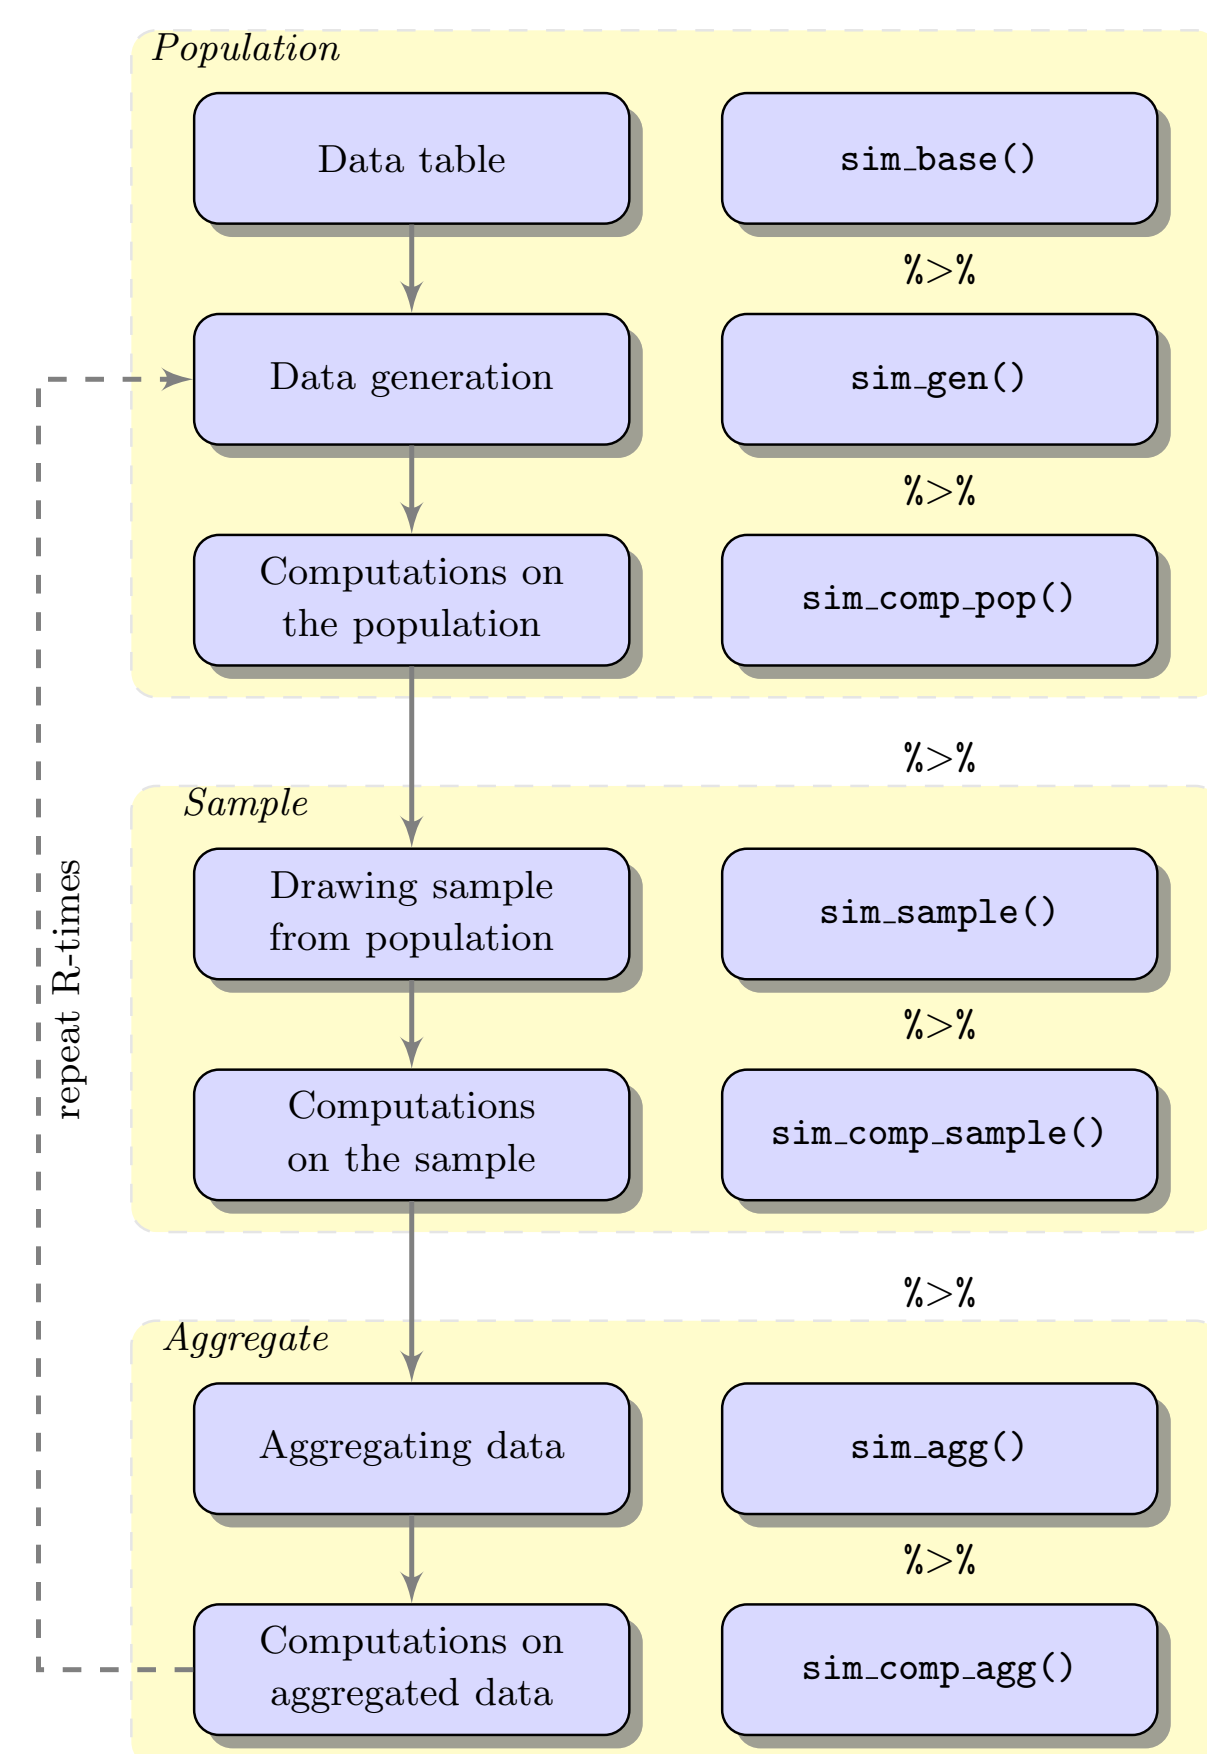 Population
Data table
sim_base()
%>%
Data generation
sim_gen()
%>%
Computations on
the population
sim_comp_pop()
%>%
Sample
Drawing sample
from population
sim_sample()
%>%
Computations
on the sample
sim_comp_sample()
%>%
Aggregate
Aggregating data
sim_agg()
%>%
Computations on
aggregated data
sim_comp_agg()
repeat R-times